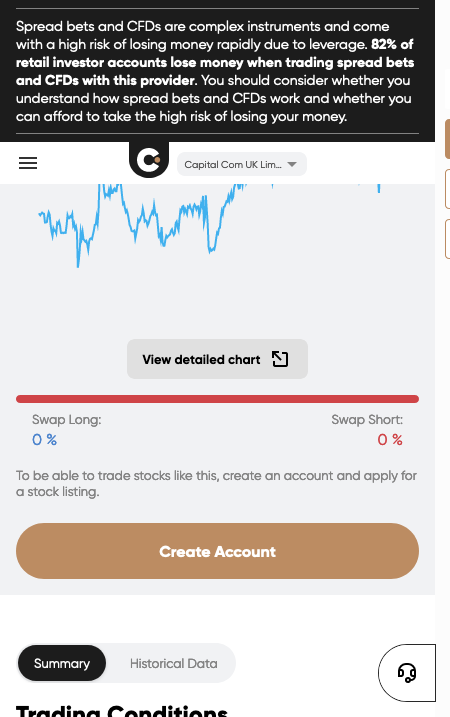 Spread bets and CFDs are complex instruments and come
with a high risk of losing money rapidly due to leverage. 82% of
retail investor accounts lose money when trading spread bets
and CFDs with this provider. You should consider whether you
understand how spread bets and CFDs work and whether you
can afford to take the high risk of losing your money.
Capital Com UK Lim...
View detailed chart
Swap Long: Swap Short:
0 % 0 %
To be able to trade stocks like this, create an account and apply for
a stock listing.
Create Account
Summary Historical Data
Trading Conditions